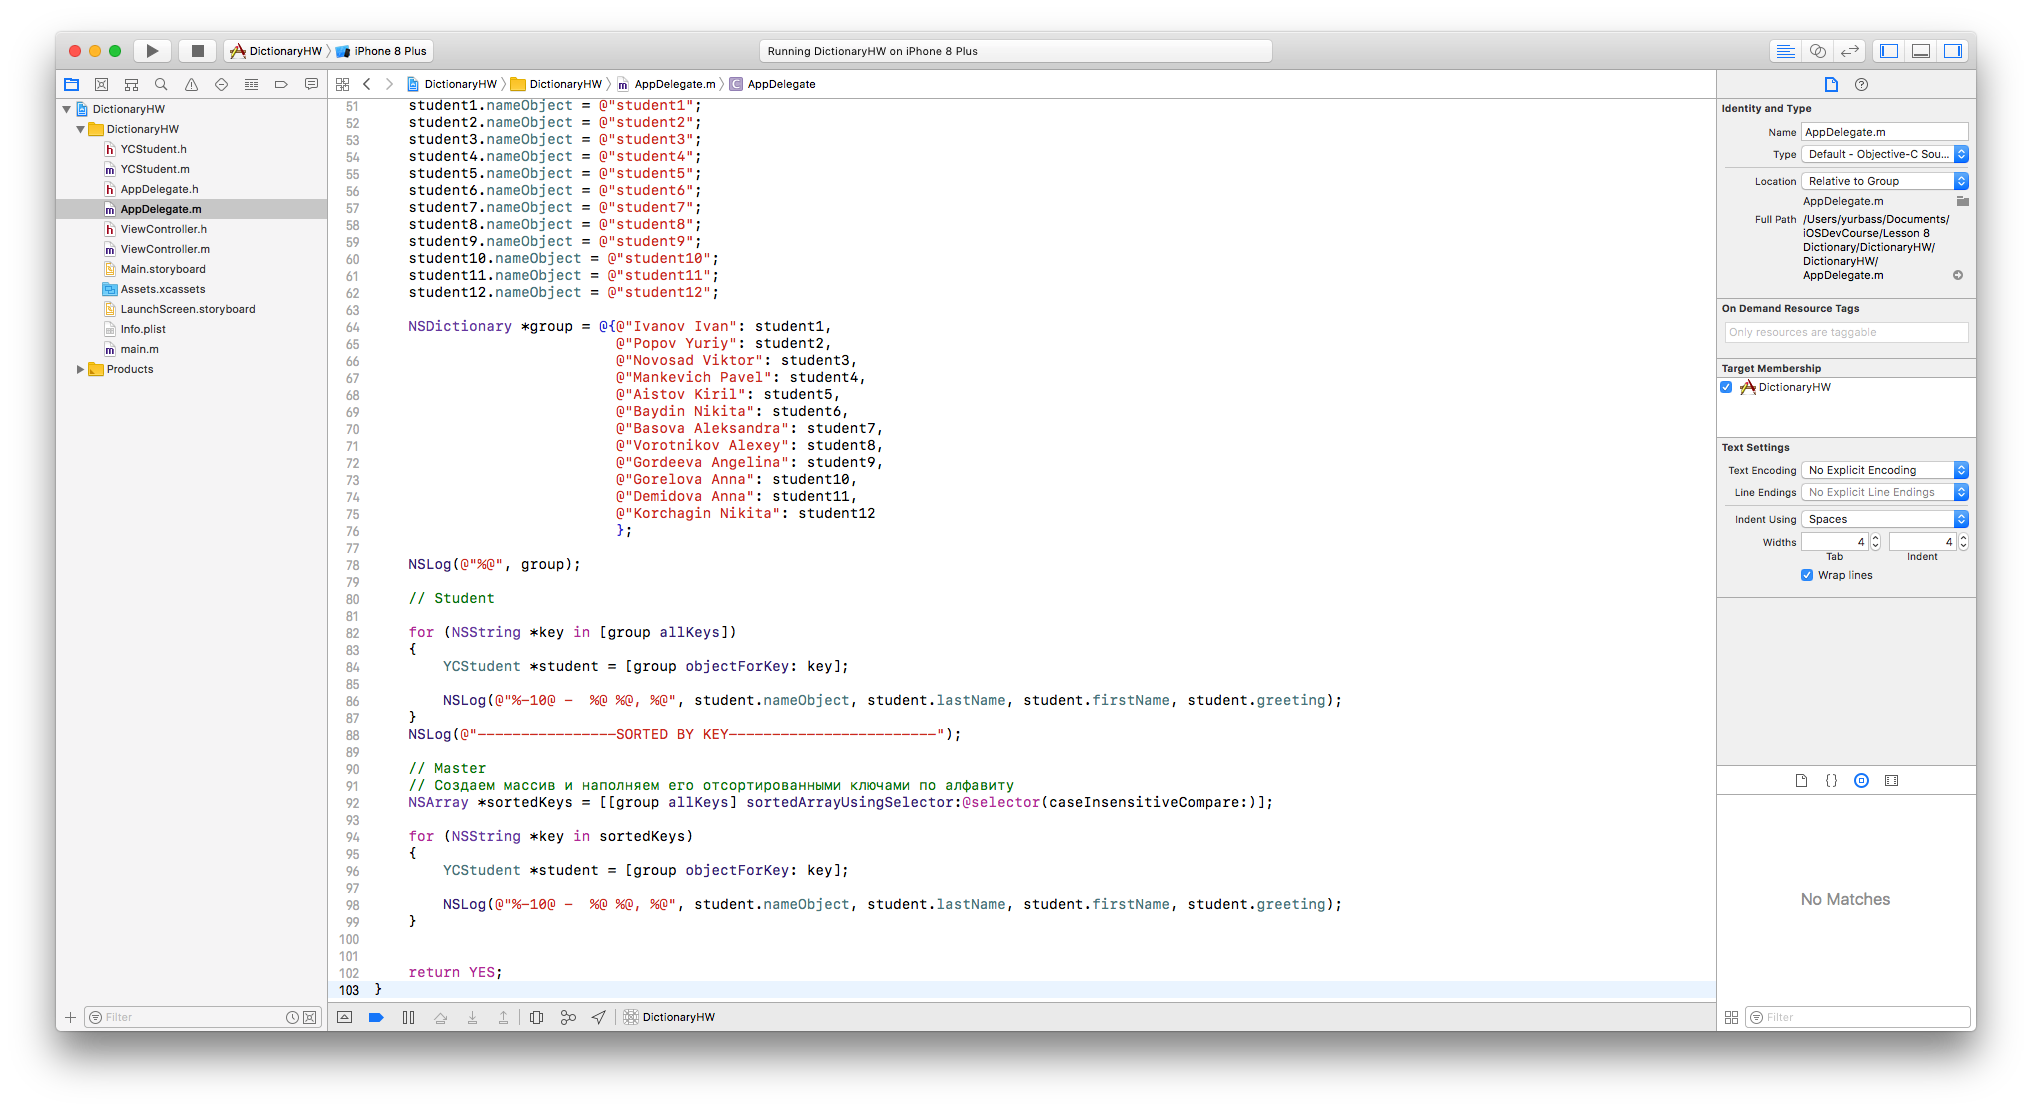 DictionaryHW
iPhone 8 Plus
Running DictionaryHW on iPhone 8 Plus
DictionaryHW
DictionaryHW
AppDelegate.m
AppDelegate
DictionaryHW
DictionaryHW
YCStudent.h
YCStudent.m
AppDelegate.h
AppDelegate.m
ViewController.h
ViewController.m
Main.storyboard
Assets.xcassets
LaunchScreen.storyboard
Info.plist
main.m
Products
Filter
51 student1.nameObject = @"student1";
52 student2.nameObject = @"student2";
53 student3.nameObject = @"student3";
54 student4.nameObject = @"student4";
55 student5.nameObject = @"student5";
56 student6.nameObject = @"student6";
57 student7.nameObject = @"student7";
58 student8.nameObject = @"student8";
59 student9.nameObject = @"student9";
60 student10.nameObject = @"student10";
61 student11.nameObject = @"student11";
62 student12.nameObject = @"student12";
63
64 NSDictionary *group = @{@"Ivanov Ivan": student1,
65 @"Popov Yuriy": student2,
66 @"Novosad Viktor": student3,
67 @"Mankevich Pavel": student4,
68 @"Aistov Kiril": student5,
69 @"Baydin Nikita": student6,
70 @"Basova Aleksandra": student7,
71 @"Vorotnikov Alexey": student8,
72 @"Gordeeva Angelina": student9,
73 @"Gorelova Anna": student10,
74 @"Demidova Anna": student11,
75 @"Korchagin Nikita": student12
76 };
77
78 NSLog(@"%@", group);
79
80 // Student
81
82 for (NSString *key in [group allKeys])
83 {
84 YCStudent *student = [group objectForKey: key];
85
86 NSLog(@"%-10@ -  %@ %@, %@", student.nameObject, student.lastName, student.firstName, student.greeting);
87 }
88 NSLog(@"----------------SORTED BY KEY------------------------");
89
90 // Master
91 // Создаем массив и наполняем его отсортированными ключами по алфавиту
92 NSArray *sortedKeys = [[group allKeys] sortedArrayUsingSelector:@selector(caseInsensitiveCompare:)];
93
94 for (NSString *key in sortedKeys)
95 {
96 YCStudent *student = [group objectForKey: key];
97
98 NSLog(@"%-10@ -  %@ %@, %@", student.nameObject, student.lastName, student.firstName, student.greeting);
99 }
100
101
102 return YES;
103 }
DictionaryHW
Identity and Type
Name AppDelegate.m
Type Default - Objective-C Sou...
Location Relative to Group
AppDelegate.m
Full Path /Users/yurbass/Documents/
iOSDevCourse/Lesson 8
Dictionary/DictionaryHW/
DictionaryHW/
AppDelegate.m
On Demand Resource Tags
Only resources are taggable
Target Membership
DictionaryHW
Text Settings
Text Encoding No Explicit Encoding
Line Endings No Explicit Line Endings
Indent Using Spaces
Widths 4 4
Tab Indent
Wrap lines
No Matches
Filter